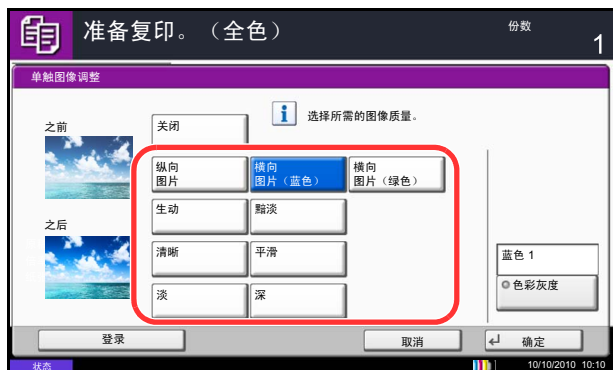 准备复印。（全色）
份数
1
单触图像调整
选择所需的图像质量。
之前
关闭
纵向
图片
横向
图片（蓝色）
横向
图片（绿色）
生动
黯淡
之后
清晰
平滑
蓝色 1
色彩灰度
淡
深
登录
取消
确定
状态
10/10/2010 10:10